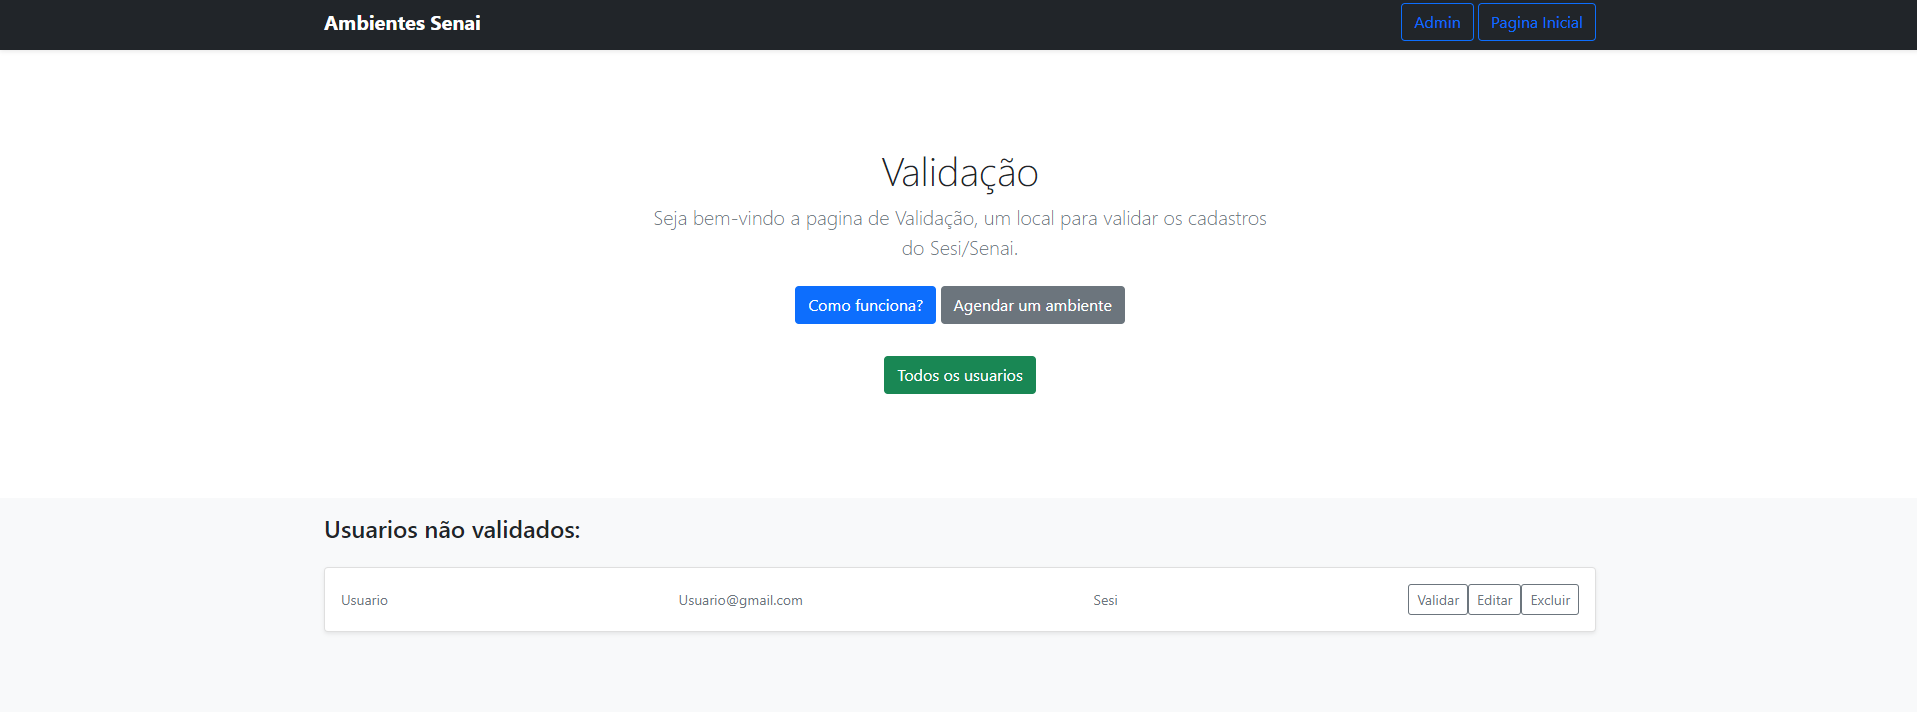 Ambientes Senai Admin Pagina Inicial
Validação
Seja bem-vindo a pagina de Validação, um local para validar os cadastros
do Sesi/Senai.
Como funciona? Agendar um ambiente
Todos os usuarios
Usuarios não validados:
Usuario Usuario@gmail.com Sesi Validar Editar Excluir